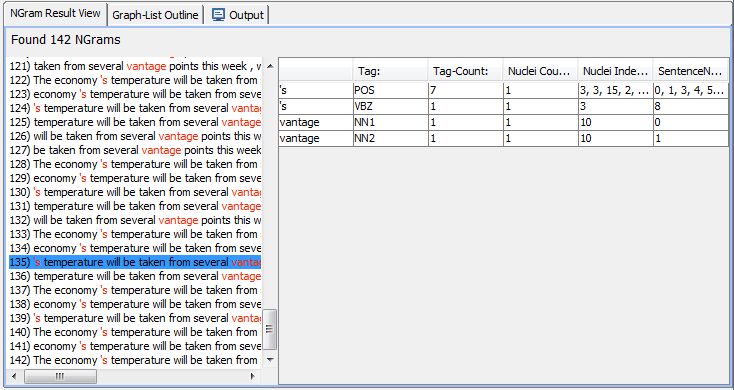 NGram Result View Graph-List Outline Output
Found 142 NGrams
121) taken from several vantage points this week , w
122) The economy 's temperature will be taken from
123) economy 's temperature will be taken from several
124) 's temperature will be taken from several vanta
125) temperature will be taken from several vantage
126) will be taken from several vantage points this w
127) be taken from several vantage points this week
128) The economy 's temperature will be taken from
129) economy 's temperature will be taken from several
130) 's temperature will be taken from several vanta
131) temperature will be taken from several vantage
132) will be taken from several vantage points this w
133) The economy 's temperature will be taken from
134) economy 's temperature will be taken from several
135) 's temperature will be taken from several vanta
136) temperature will be taken from several vantage
137) The economy 's temperature will be taken from
138) economy 's temperature will be taken from several
139) 's temperature will be taken from several vanta
140) The economy 's temperature will be taken from
141) economy 's temperature will be taken from several
142) The economy 's temperature will be taken from
Tag: Tag-Count: Nuclei Cou... Nuclei Inde... SentenceN...
's POS 7 1 3, 3, 15, 2, ... 0, 1, 3, 4, 5...
's VBZ 1 1 3 8
vantage NN1 1 1 10 0
vantage NN2 1 1 10 1